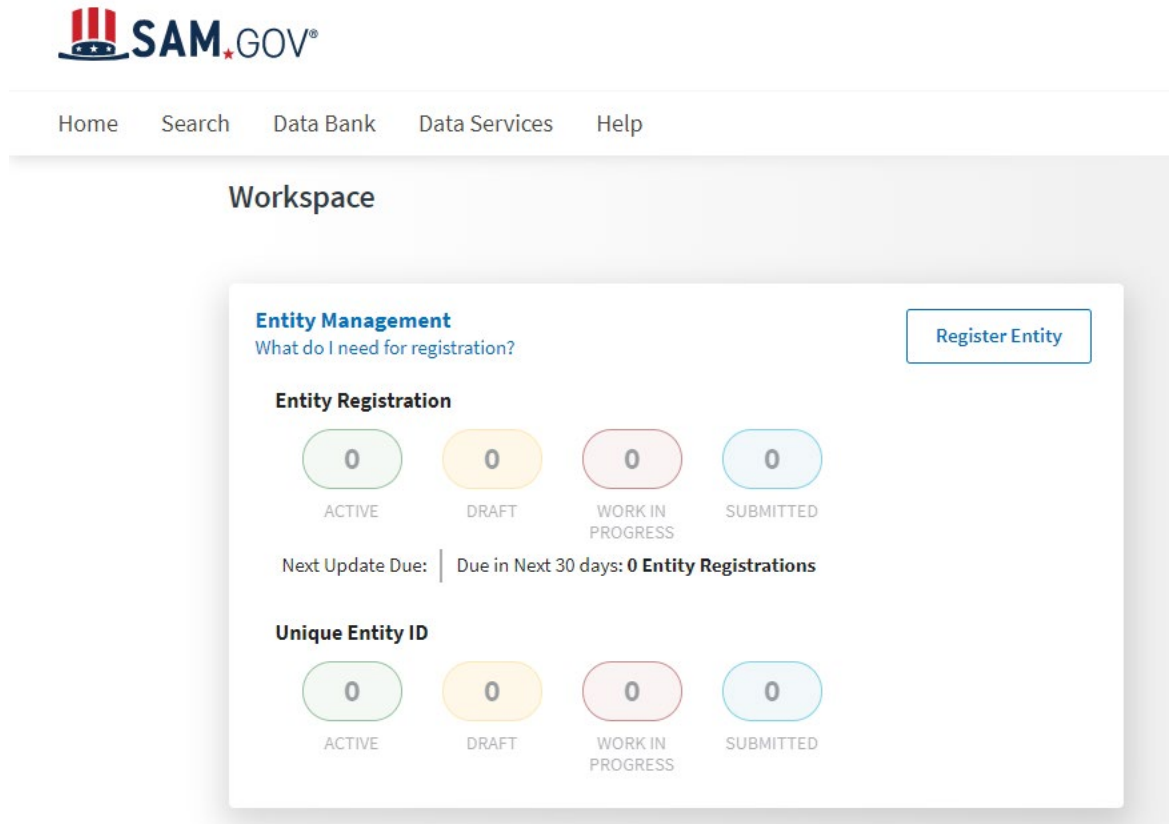 SAM.GOV®
Home Search Data Bank Data Services Help
Workspace
Entity Management
What do I need for registration?
Register Entity
Entity Registration
0 0 0 0
ACTIVE DRAFT WORK IN PROGRESS SUBMITTED
Next Update Due: Due in Next 30 days: 0 Entity Registrations
Unique Entity ID
0 0 0 0
ACTIVE DRAFT WORK IN PROGRESS SUBMITTED